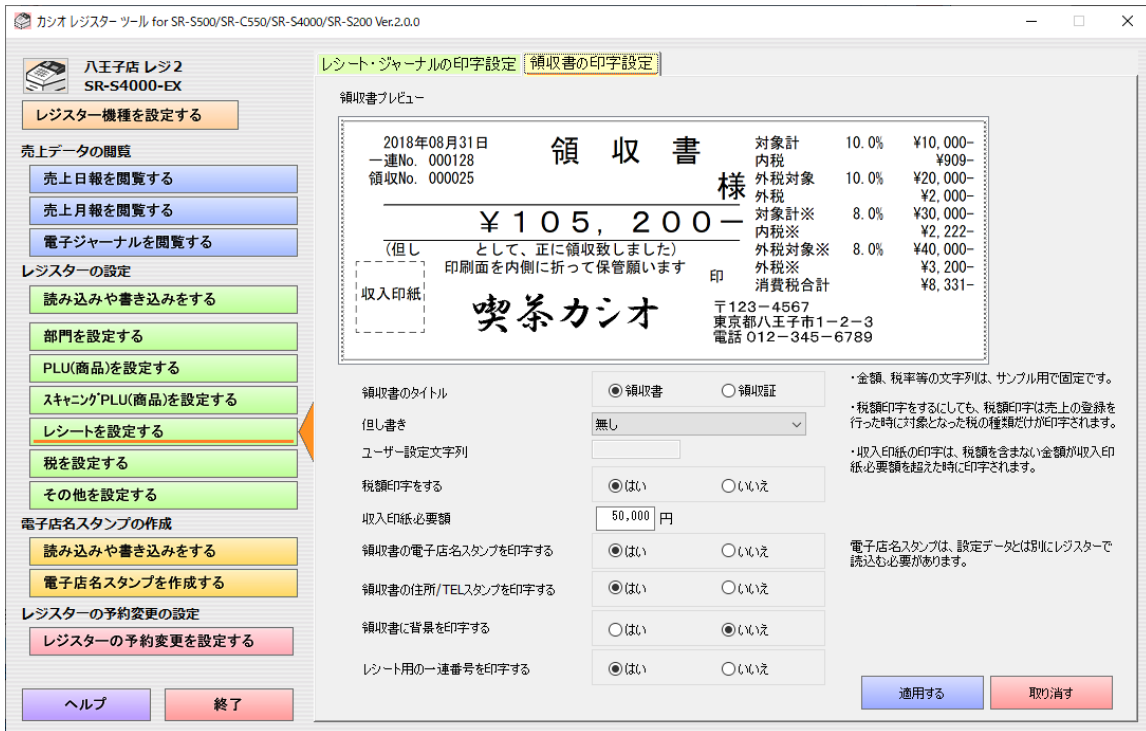 カシオ レジスター ツール for SR-S500/SR-C550/SR-S4000/SR-S200 Ver.2.0.0
八王子店 レジ2
SR-S4000-EX
レジスター機種を設定する
売上データの閲覧
売上日報を閲覧する
売上月報を閲覧する
電子ジャーナルを閲覧する
レジスターの設定
読み込みや書き込みをする
部門を設定する
PLU(商品)を設定する
スキャニングPLU(商品)を設定する
レシートを設定する
税を設定する
その他を設定する
電子店名スタンプの作成
読み込みや書き込みをする
電子店名スタンプを作成する
レジスターの予約変更の設定
レジスターの予約変更を設定する
ヘルプ 終了
レシート・ジャーナルの印字設定 領収書の印字設定
領収書プレビュー
2018年08月31日
一連No. 000128
領収No. 000025
領 収 書
様
¥105, 200−
(但し として、正に領収致しました)
印刷面を内側に折って保管願います
印
収入印紙
喫茶カシオ
対象計 10.0% ¥10,000−
内税 ¥909−
外税対象 10.0% ¥20,000−
外税 ¥2,000−
対象計※ 8.0% ¥30,000−
内税※ ¥2,222−
外税対象※ 8.0% ¥40,000−
外税※ ¥3,200−
消費税合計 ¥8,331−
〒123−4567
東京都八王子市1−2−3
電話 012−345−6789
領収書のタイトル 領収書 領収証
但し書き 無し
ユーザー設定文字列
税額印字をする はい いいえ
収入印紙必要額 50,000 円
領収書の電子店名スタンプを印字する はい いいえ
領収書の住所/TELスタンプを印字する はい いいえ
領収書に背景を印字する はい いいえ
レシート用の一連番号を印字する はい いいえ
・金額、税率等の文字列は、サンプル用で固定です。
・税額印字をするにしても、税額印字は売上の登録を
行った時に対象となった税の種類だけが印字されます。
・収入印紙の印字は、税額を含まない金額が収入印
紙必要額を超えた時に印字されます。
電子店名スタンプは、設定データとは別にレジスターで
読込む必要があります。
適用する 取り消す